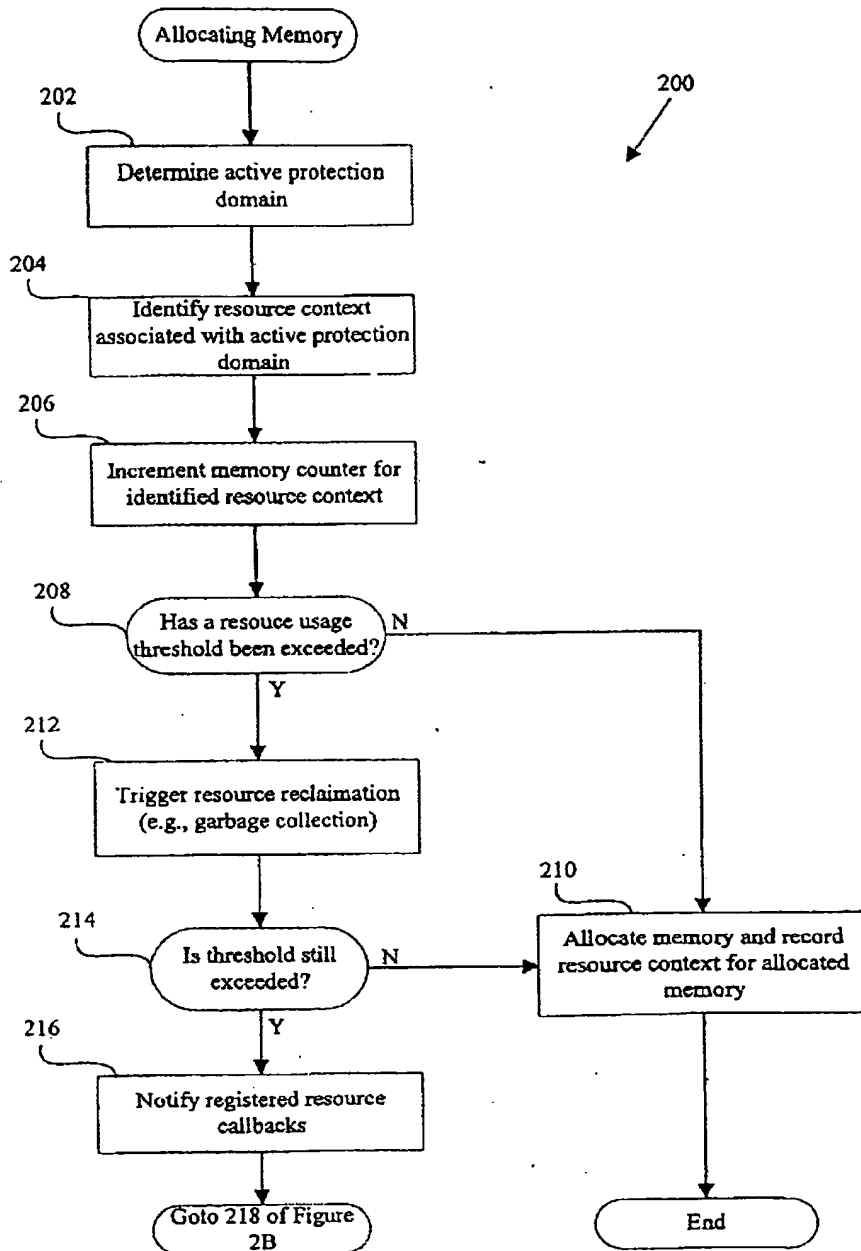 Allocating Memory
200
202
Determine active protection
domain
204
Identify resource context
associated with active protection
domain
206
Increment memory counter for
identified resource context
208
Has a resouce usage
threshold been exceeded?
N
Y
212
Trigger resource reclaimation
(e.g., garbage collection)
210
Allocate memory and record
resource context for allocated
memory
214
Is threshold still
exceeded?
N
Y
216
Notify registered resource
callbacks
Goto 218 of Figure
2B
End